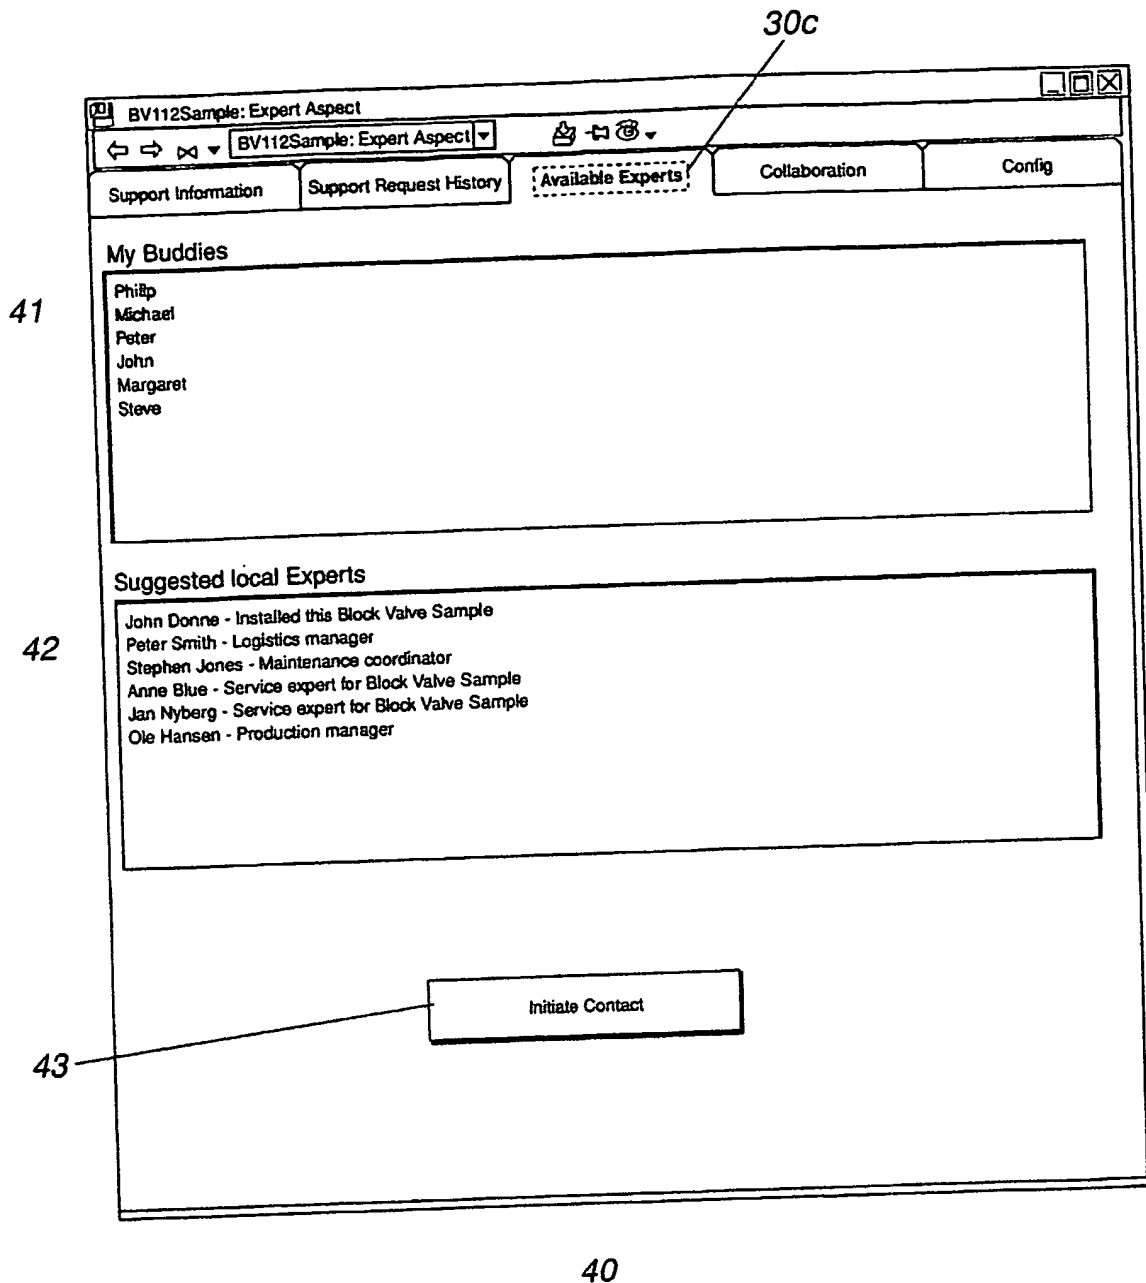 30c
BV112Sample: Expert Aspect
BV112Sample: Expert Aspect
Support Information Support Request History Available Experts Collaboration Config
My Buddies
41
Philip
Michael
Peter
John
Margaret
Steve
Suggested local Experts
42
John Donne - Installed this Block Valve Sample
Peter Smith - Logistics manager
Stephen Jones - Maintenance coordinator
Anne Blue - Service expert for Block Valve Sample
Jan Nyberg - Service expert for Block Valve Sample
Ole Hansen - Production manager
Initiate Contact
43
40